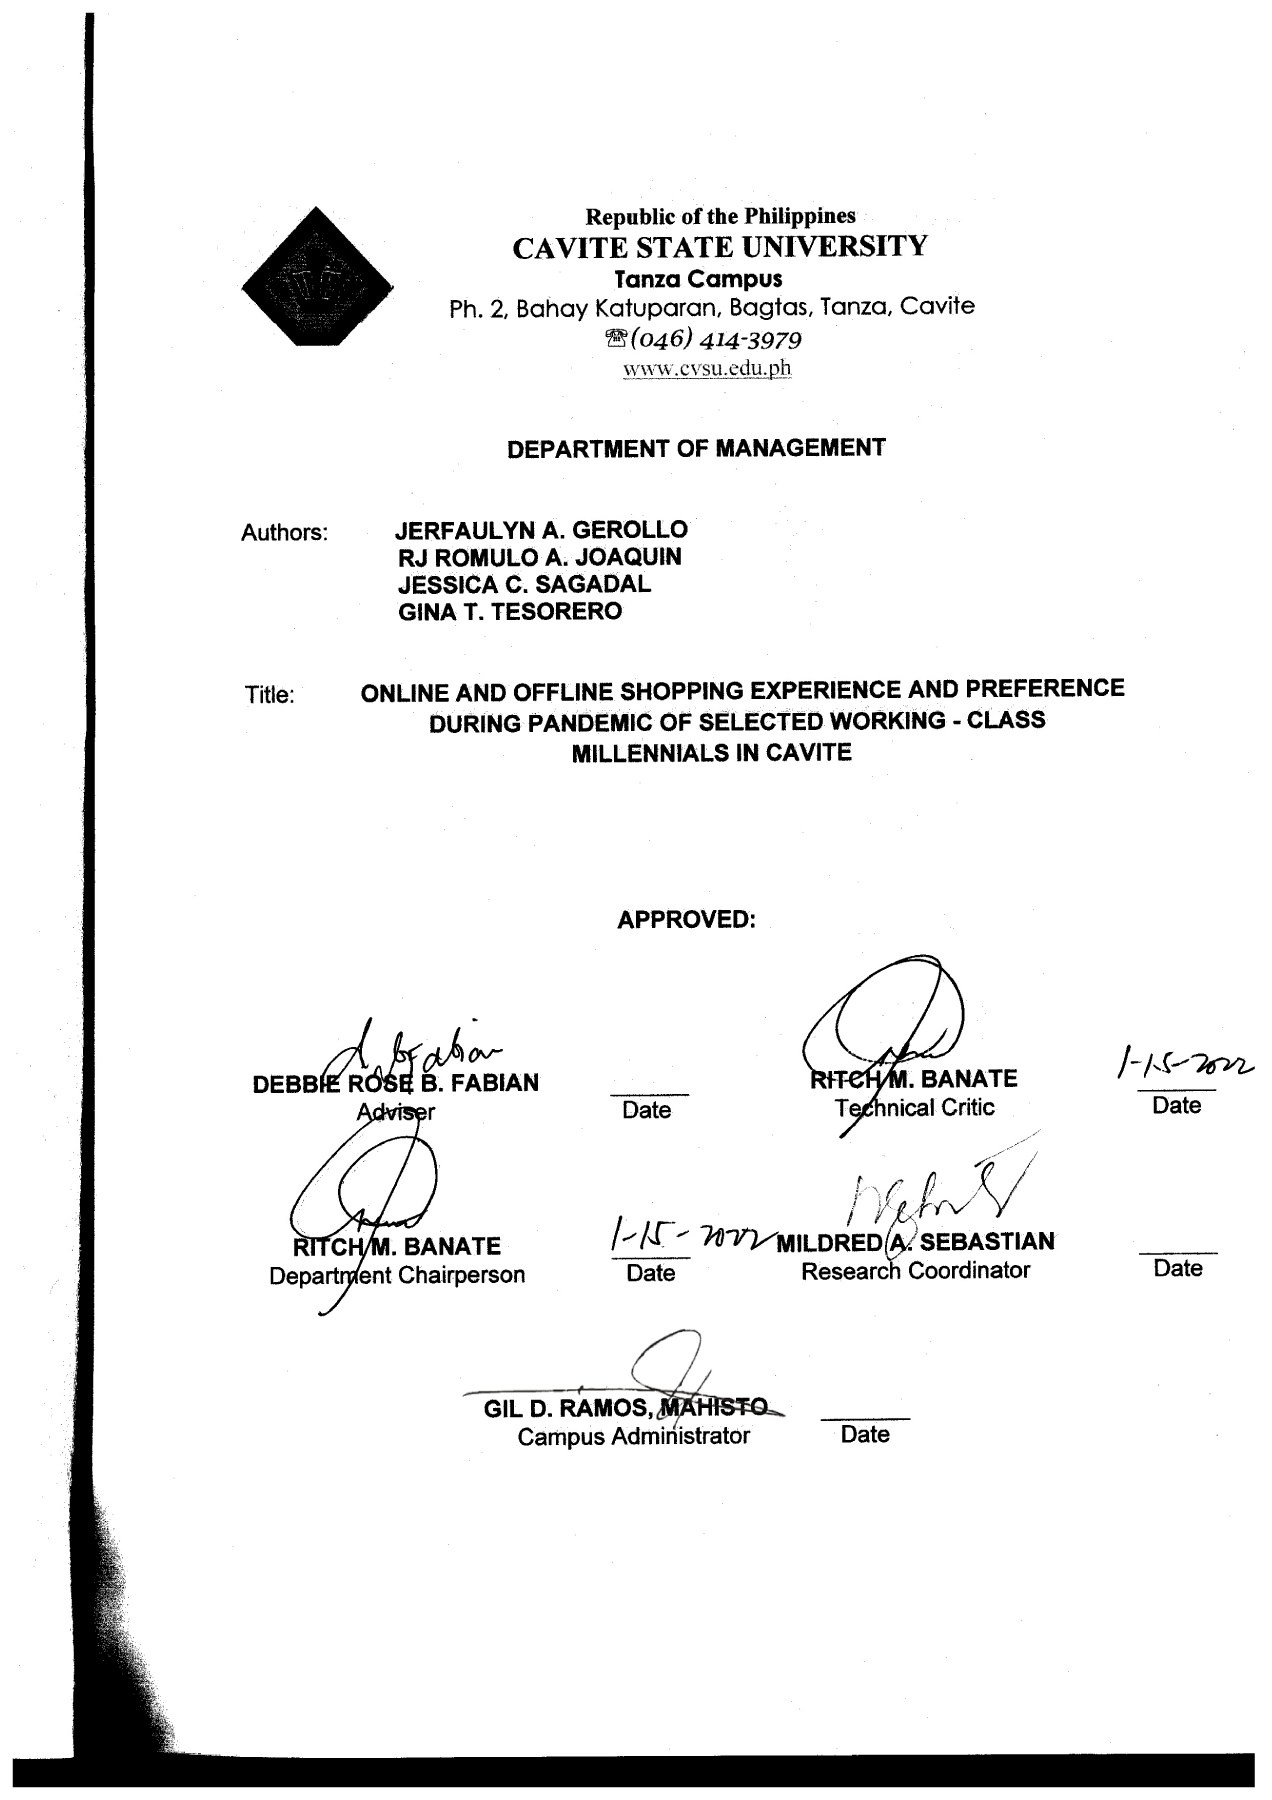 Republic of the Philippines
CAVITE STATE UNIVERSITY
Tanza Campus
Ph. 2, Bahay Katuparan, Bagtas, Tanza, Cavite
☎(046) 414-3979
www.cvsu.edu.ph
DEPARTMENT OF MANAGEMENT
Authors: JERFAULYN A. GEROLLO
RJ ROMULO A. JOAQUIN
JESSICA C. SAGADAL
GINA T. TESORERO
Title: ONLINE AND OFFLINE SHOPPING EXPERIENCE AND PREFERENCE
DURING PANDEMIC OF SELECTED WORKING - CLASS
MILLENNIALS IN CAVITE
APPROVED:
DEBBIE ROSE B. FABIAN RITCH M. BANATE 1-15-2022
Adviser Date Technical Critic Date
RITCH M. BANATE 1-15-2022 MILDRED A. SEBASTIAN
Department Chairperson Date Research Coordinator Date
GIL D. RAMOS, MAHISTO
Campus Administrator Date